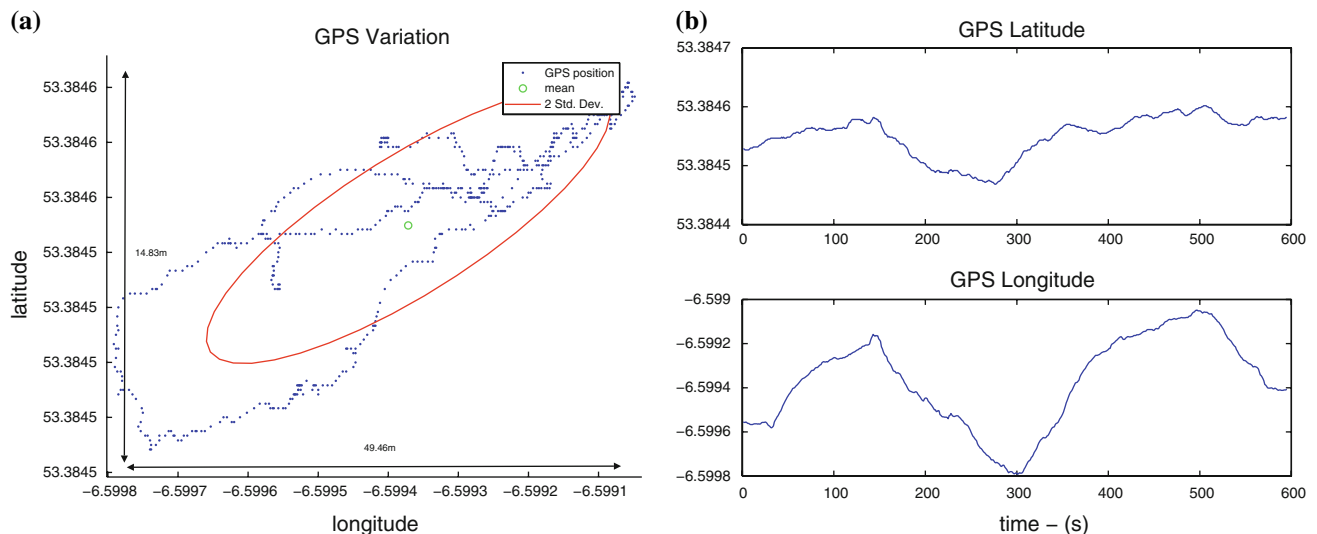 (a)
GPS Variation
GPS position
mean
2 Std. Dev.
53.3846
53.3846
53.3846
53.3845
53.3845
53.3845
53.3845
53.3845
latitude
14.83m
49.46m
−6.5998 −6.5997 −6.5996 −6.5995 −6.5994 −6.5993 −6.5992 −6.5991
longitude
(b)
GPS Latitude
53.3847
53.3846
53.3845
53.3844
0 100 200 300 400 500 600
GPS Longitude
−6.599
−6.5992
−6.5994
−6.5996
−6.5998
0 100 200 300 400 500 600
time − (s)